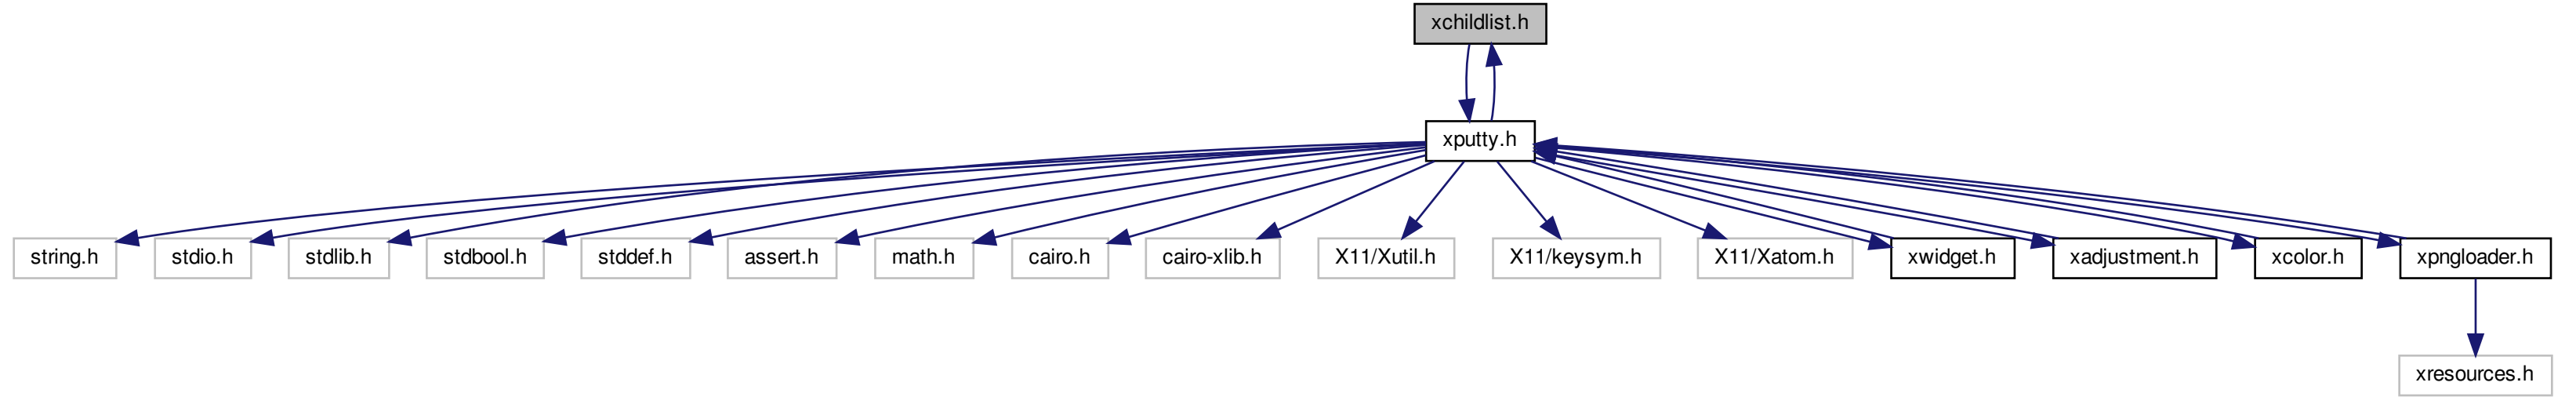 xchildlist.h
xputty.h
string.h
stdio.h
stdlib.h
stdbool.h
stddef.h
assert.h
math.h
cairo.h
cairo-xlib.h
X11/Xutil.h
X11/keysym.h
X11/Xatom.h
xwidget.h
xadjustment.h
xcolor.h
xpngloader.h
xresources.h